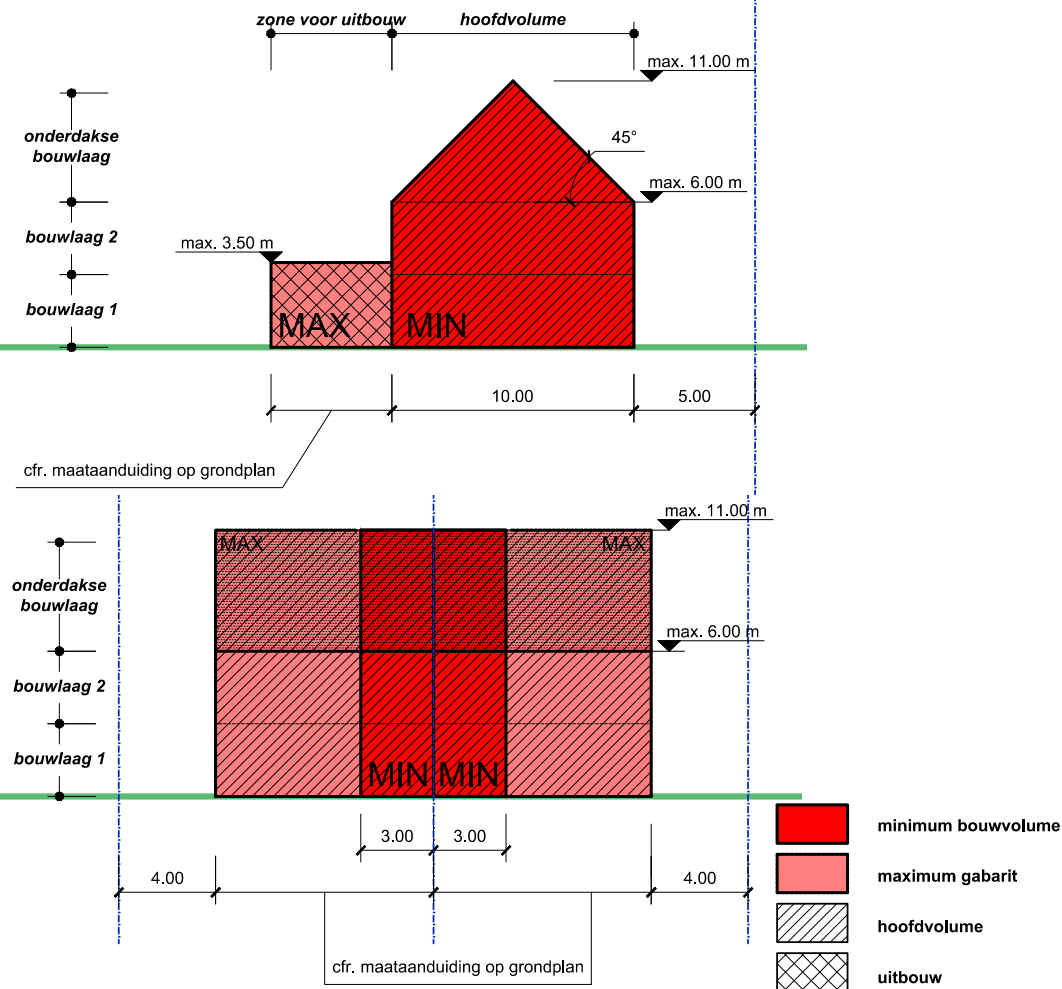 zone voor uitbouw
hoofdvolume
max. 11.00 m
onderdakse
bouwlaag
45°
max. 6.00 m
bouwlaag 2
max. 3.50 m
bouwlaag 1
MAX
MIN
10.00
5.00
cfr. maataanduiding op grondplan
max. 11.00 m
MAX
MAX
onderdakse
bouwlaag
max. 6.00 m
bouwlaag 2
bouwlaag 1
MIN
MIN
3.00
3.00
4.00
4.00
cfr. maataanduiding op grondplan
minimum bouwvolume
maximum gabarit
hoofdvolume
uitbouw